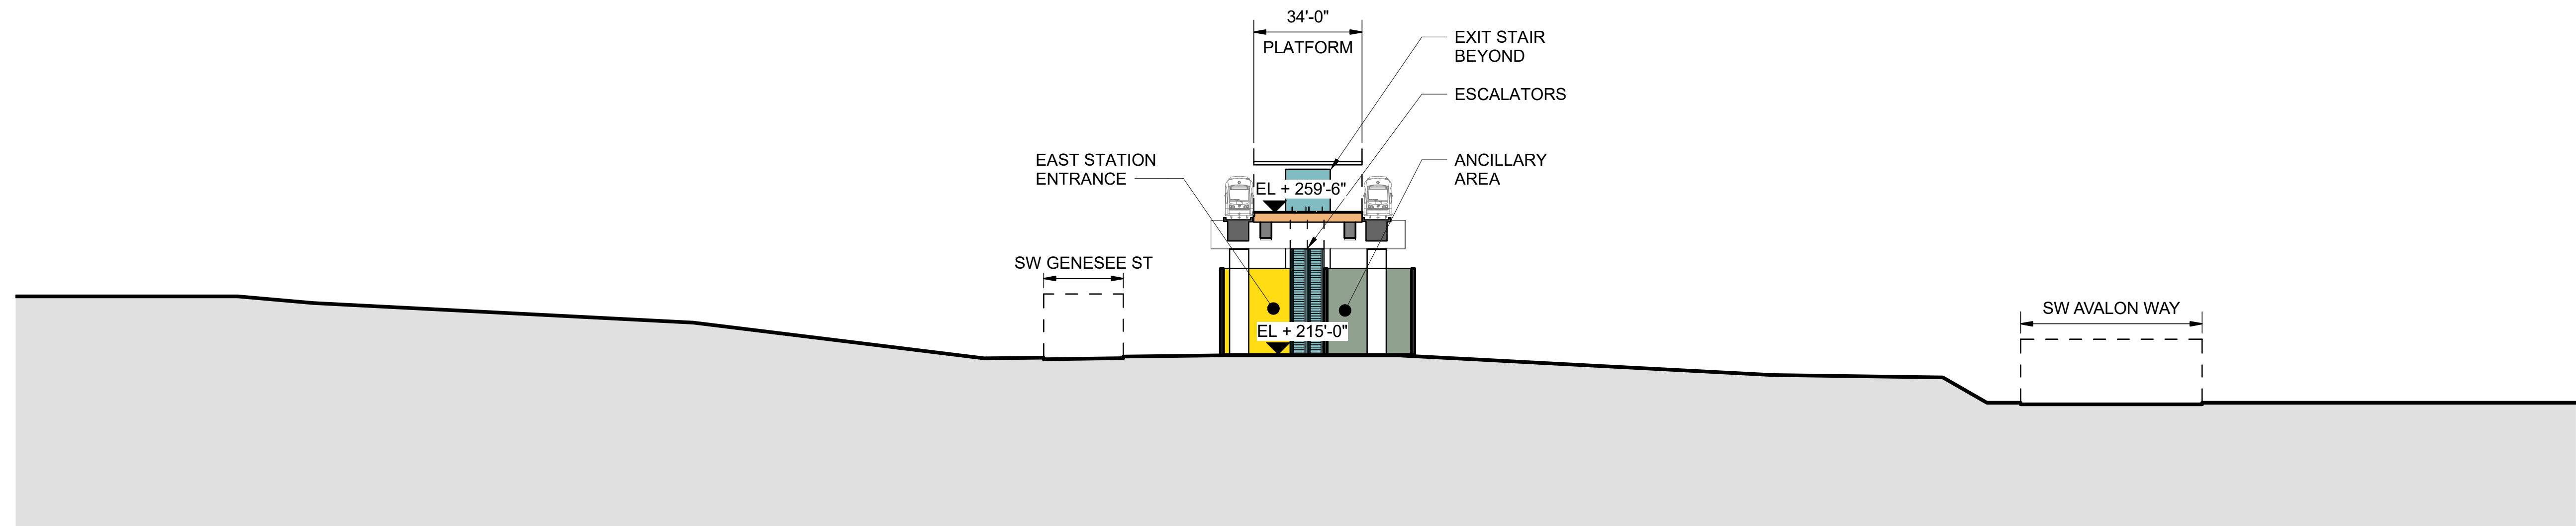 34'-0"
PLATFORM
EXIT STAIR
BEYOND
ESCALATORS
EAST STATION
ENTRANCE
ANCILLARY
AREA
EL + 259'-6"
SW GENESEE ST
SW AVALON WAY
EL + 215'-0"